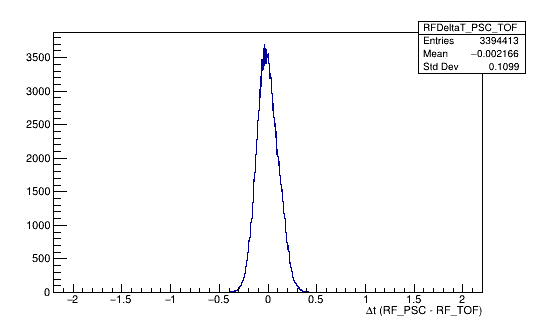 RFDeltaT_PSC_TOF
Entries 3394413
Mean −0.002166
Std Dev 0.1099
3500
3000
2500
2000
1500
1000
500
0
−2 −1.5 −1 −0.5 0 0.5 1 1.5 2
Δt (RF_PSC - RF_TOF)